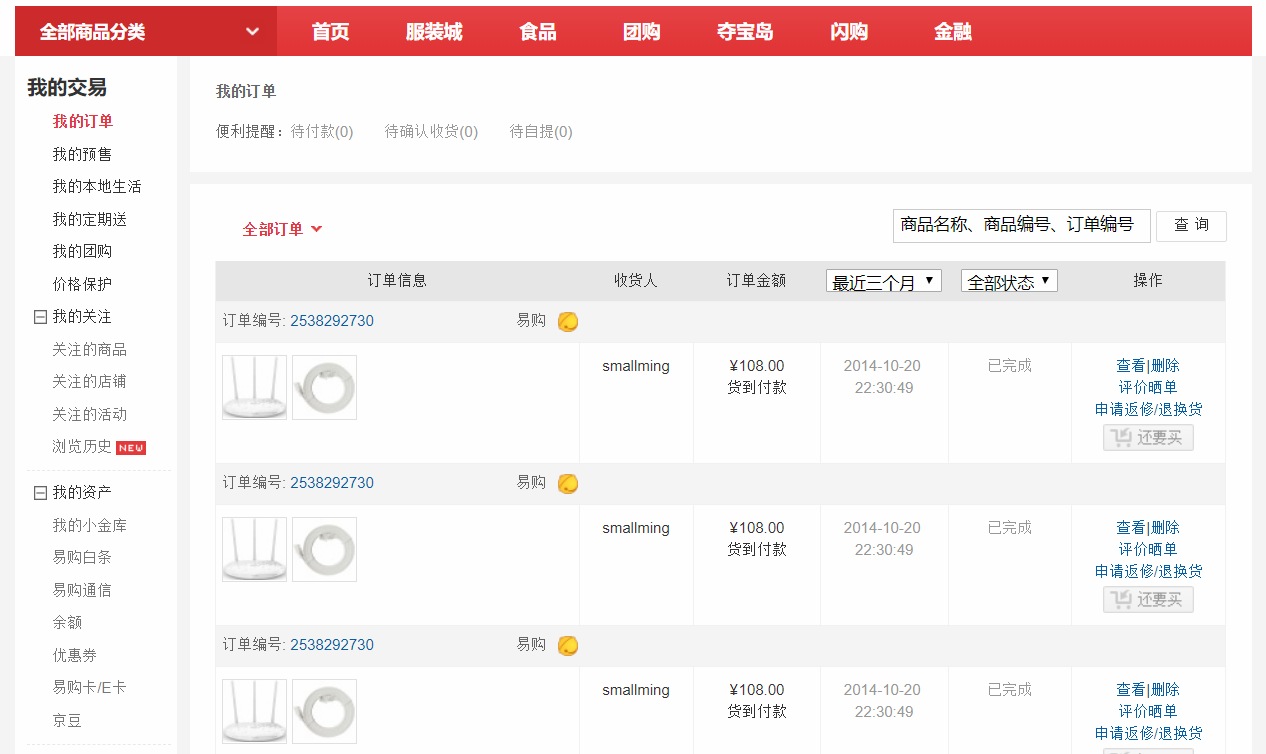 全部商品分类 首页 服装城 食品 团购 夺宝岛 闪购 金融
我的交易
我的订单
我的预售
我的本地生活
我的定期送
我的团购
价格保护
我的关注
关注的商品
关注的店铺
关注的活动
浏览历史 NEW
我的资产
我的小金库
易购白条
易购通信
余额
优惠券
易购卡/E卡
京豆
我的订单
便利提醒：待付款(0) 待确认收货(0) 待自提(0)
全部订单 商品名称、商品编号、订单编号 查 询
订单信息 收货人 订单金额 最近三个月 全部状态 操作
订单编号: 2538292730 易购
smallming ¥108.00 2014-10-20 已完成 查看|删除
货到付款 22:30:49 评价晒单
申请返修/退换货
还要买
订单编号: 2538292730 易购
smallming ¥108.00 2014-10-20 已完成 查看|删除
货到付款 22:30:49 评价晒单
申请返修/退换货
还要买
订单编号: 2538292730 易购
smallming ¥108.00 2014-10-20 已完成 查看|删除
货到付款 22:30:49 评价晒单
申请返修/退换货